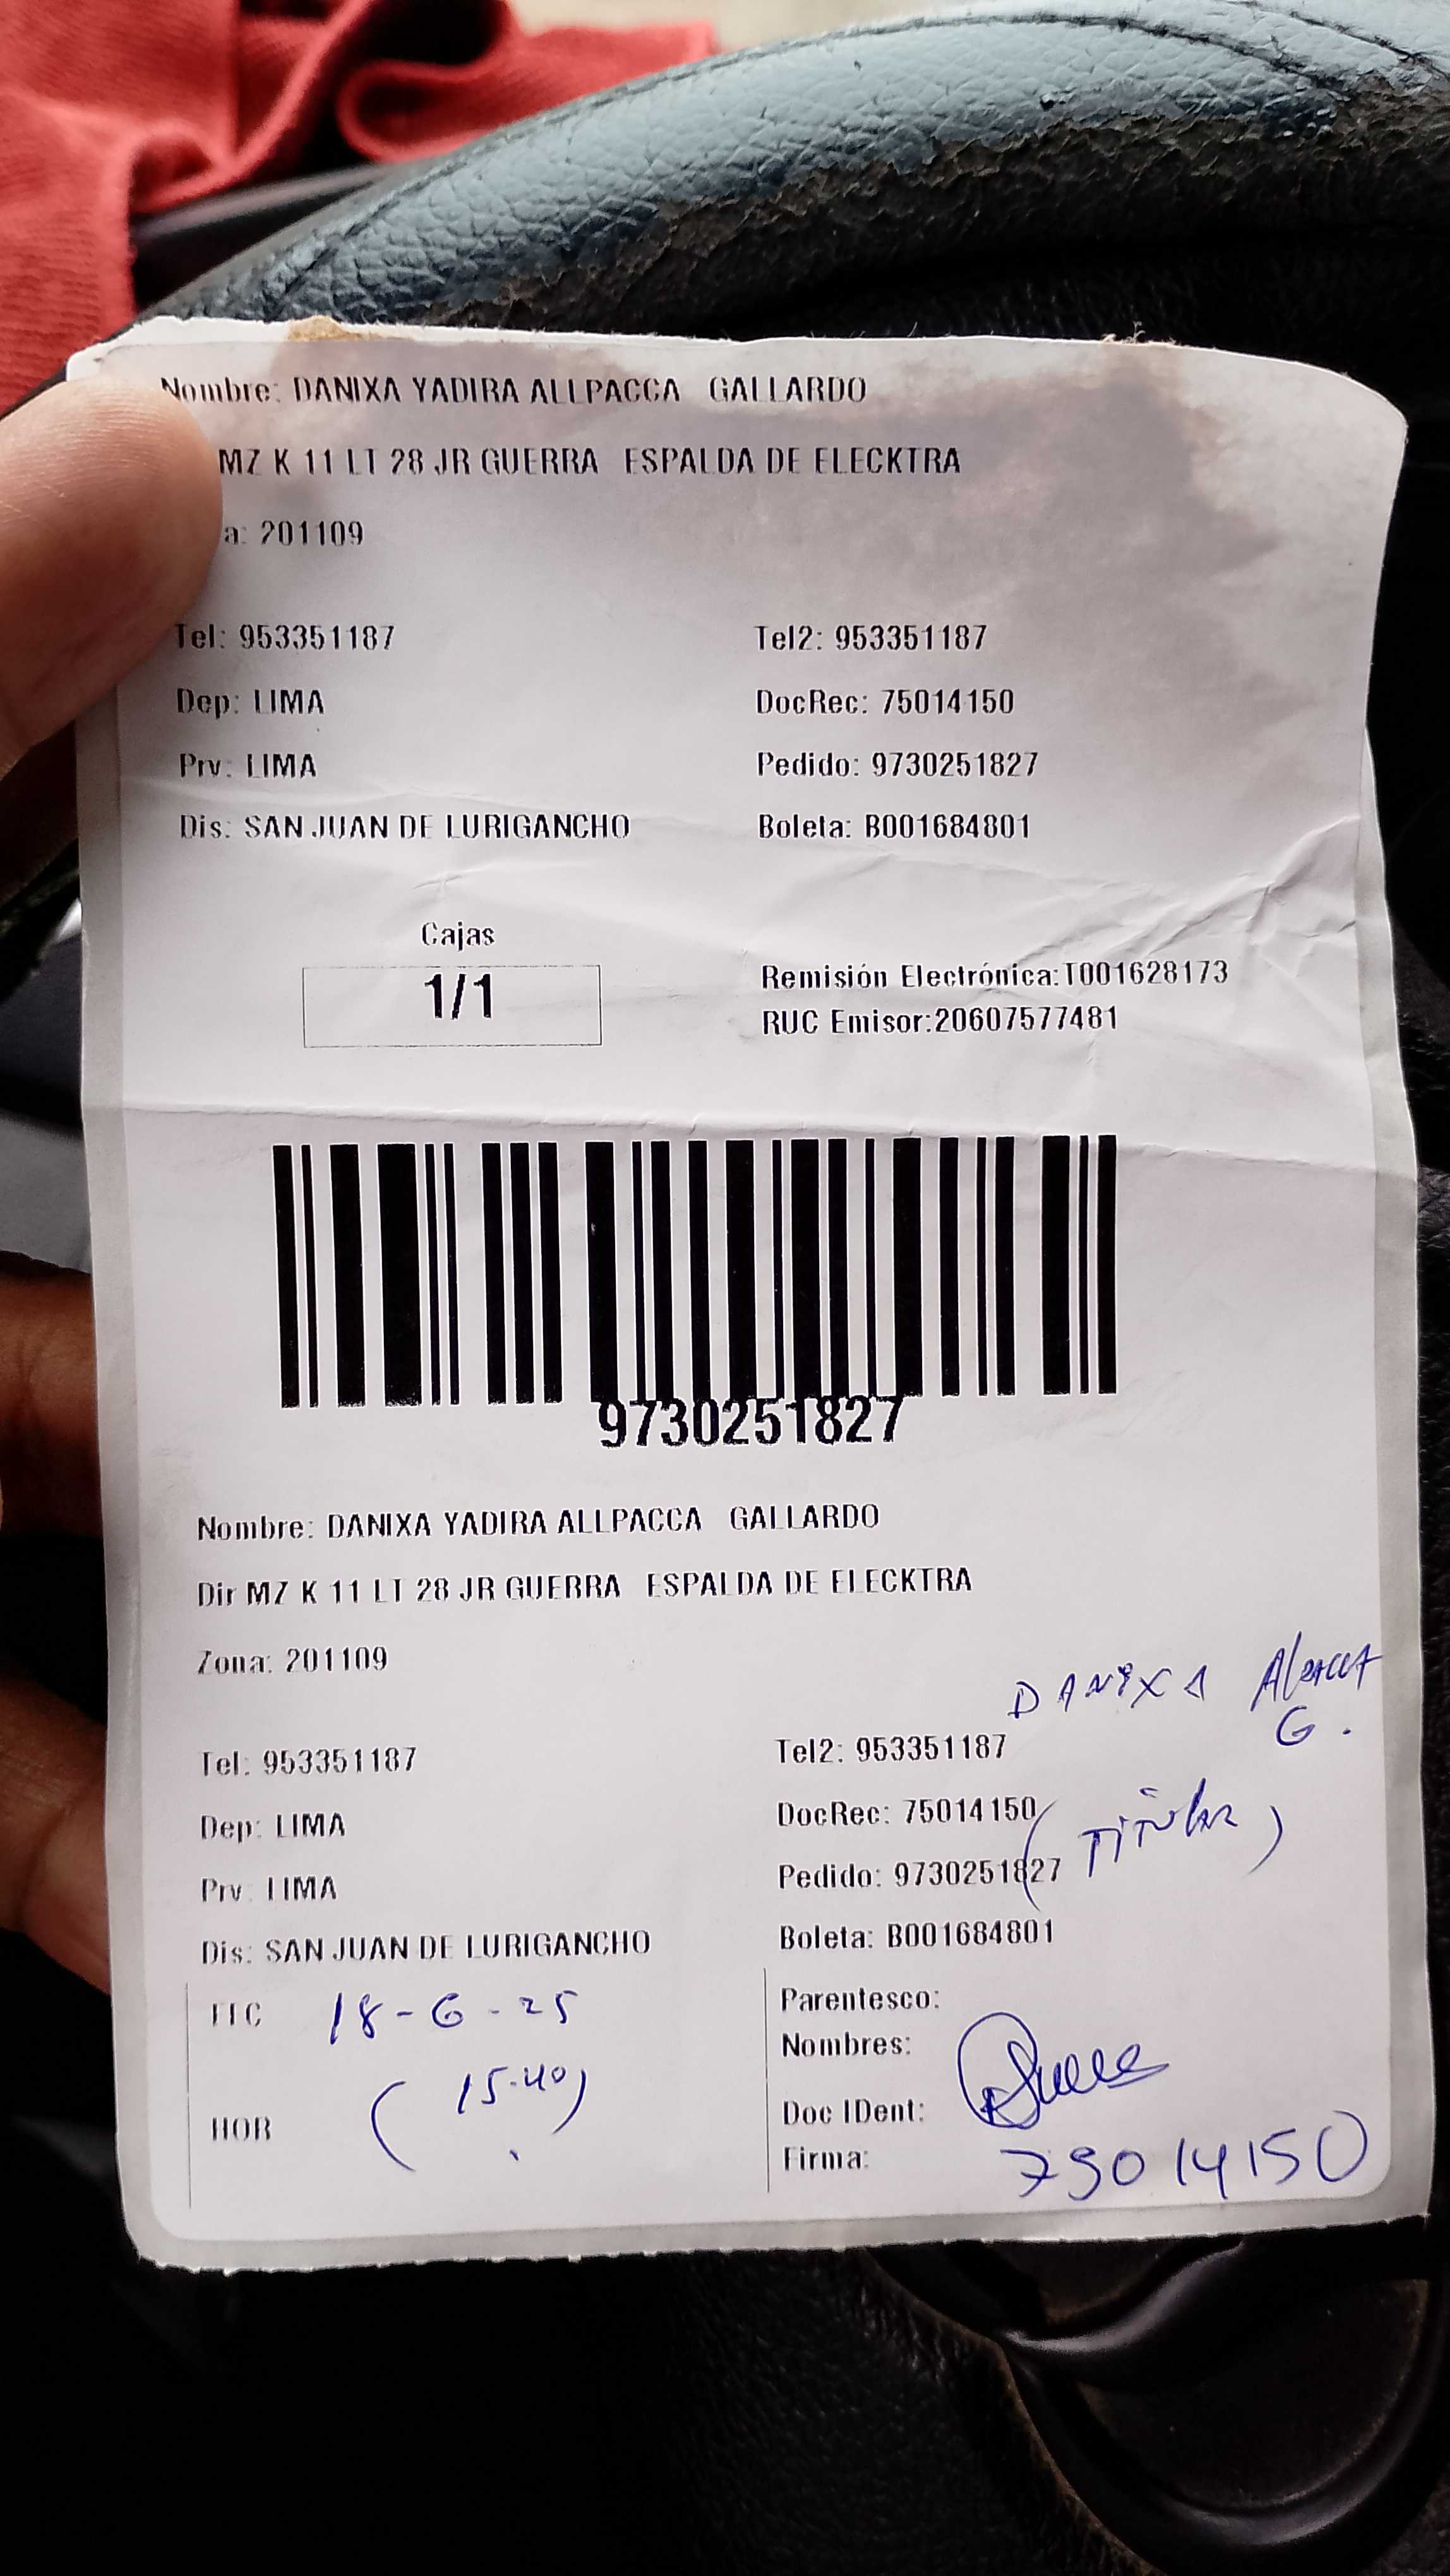 Nombre: DANIXA YADIRA ALLPACCA GALLARDO
MZ K 11 LT 28 JR GUERRA ESPALDA DE ELECKTRA
a: 201109
Tel: 953351187 Tel2: 953351187
Dep: LIMA DocRec: 75014150
Prv: LIMA Pedido: 9730251827
Dis: SAN JUAN DE LURIGANCHO Boleta: B001684801
Cajas
1/1
Remisión Electrónica:T001628173
RUC Emisor:20607577481
9730251827
Nombre: DANIXA YADIRA ALLPACCA GALLARDO
Dir MZ K 11 LT 28 JR GUERRA ESPALDA DE ELECKTRA
Zona: 201109
DANIXA
G.
Tel: 953351187 Tel2: 953351187
Dep: LIMA DocRec: 75014150
(Titular)
Prv: LIMA Pedido: 9730251827
Dis: SAN JUAN DE LURIGANCHO Boleta: B001684801
18-6-25
Parentesco:
Nombres:
HOR (15:40)
Doc IDent:
Firma: 75014150